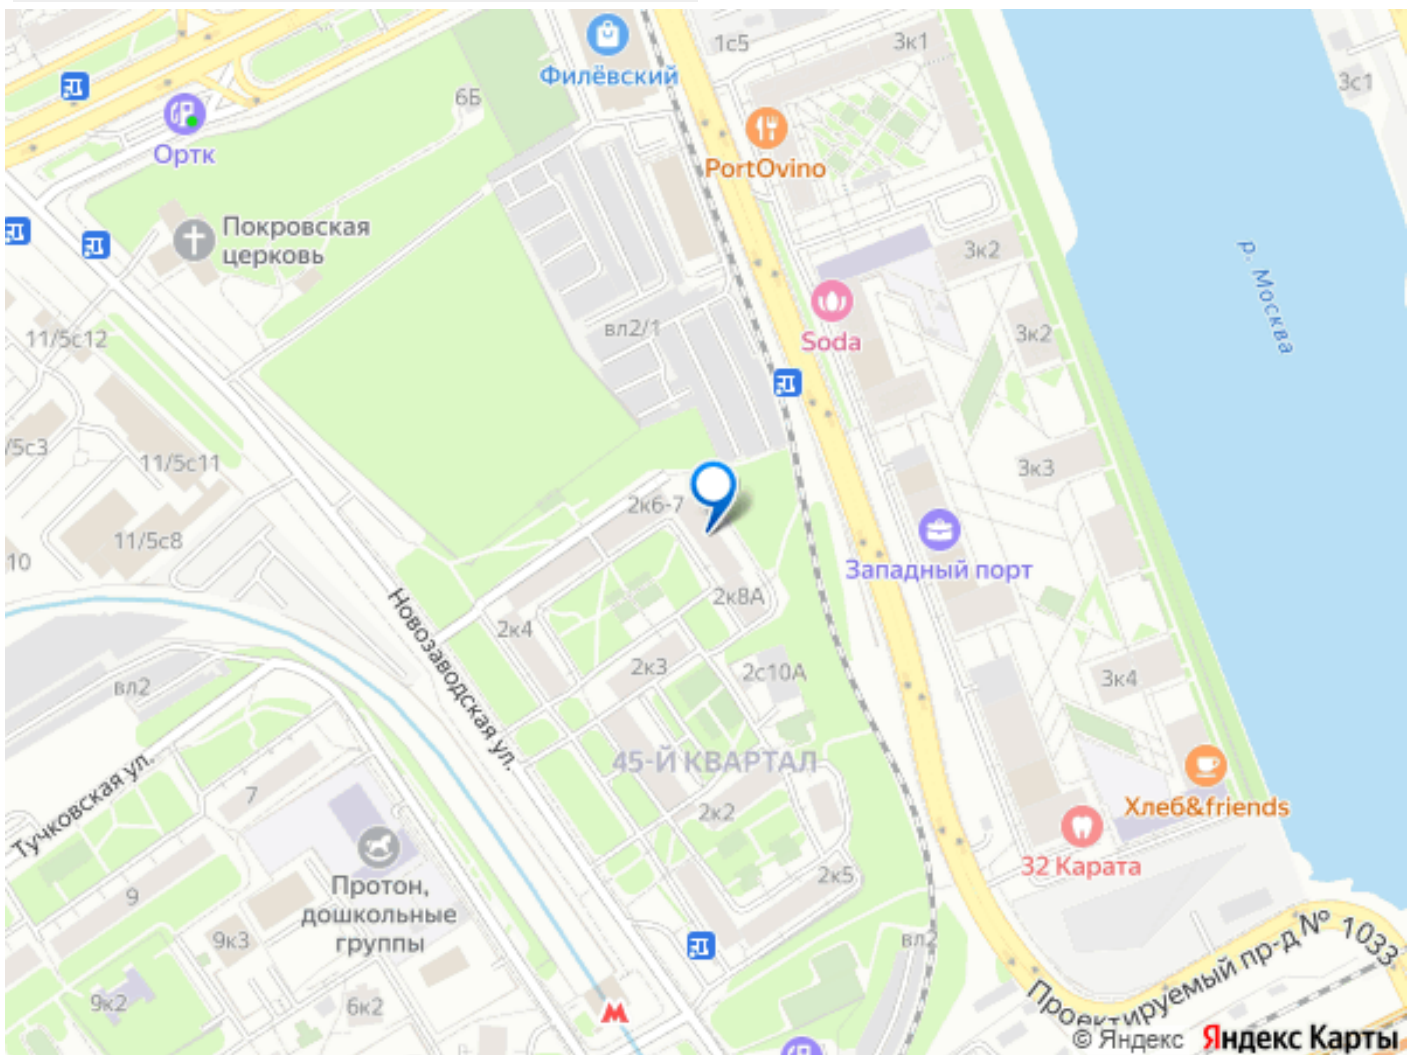 1с5
3к1
3с1
Филёвский
6Б
Ортк
PortOvino
Покровская
церковь
3к2
р. Москва
вл2/1
11/5с12
Soda
3к2
/5с3
11/5с11
3к3
2к6-7
11/5с8
10
Западный порт
2к8А
Новозаводская ул.
2к4
2к3
2с10А
вл2
3к4
45-Й КВАРТАЛ
Тучковская ул.
7
2к2
Хлеб&friends
32 Карата
Протон,
дошкольные
группы
9
2к5
9к3
вл2
Проектируемый пр-д № 1033
9к2
6к2
© Яндекс Яндекс Карты